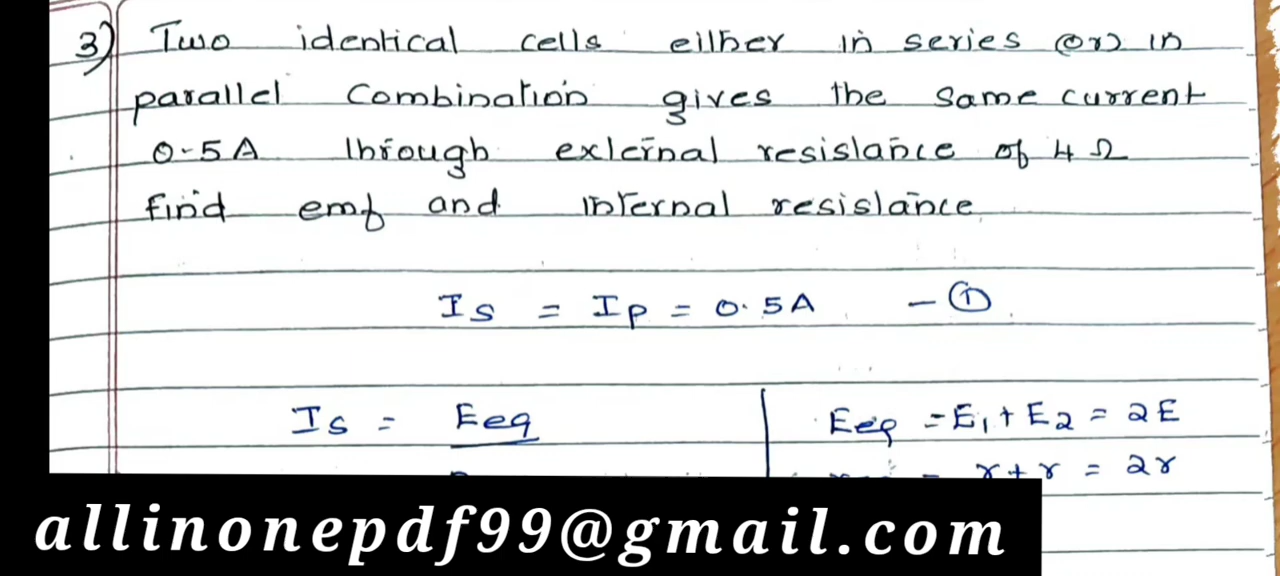 3) Two identical cells either in series (or) in
parallel Combination gives the same current
0.5A through external resistance of 4 Ω
find emf and internal resistance.
Is = Ip = 0.5A - ①
Is = Eeq
Eeq = E1 + E2 = 2E
= r + r = 2r
allinonepdf99@gmail.com